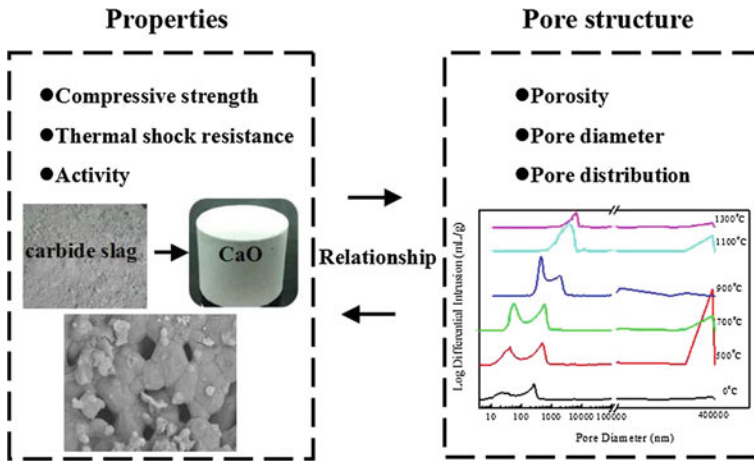 Properties
●Compressive strength
●Thermal shock resistance
●Activity
carbide slag
CaO
Relationship
Pore structure
●Porosity
●Pore diameter
●Pore distribution
Log Differential Intrusion (mL/g)
1300°C
1100°C
900°C
700°C
500°C
0°C
10 100 1000 10000 100000 400000
Pore Diameter (nm)